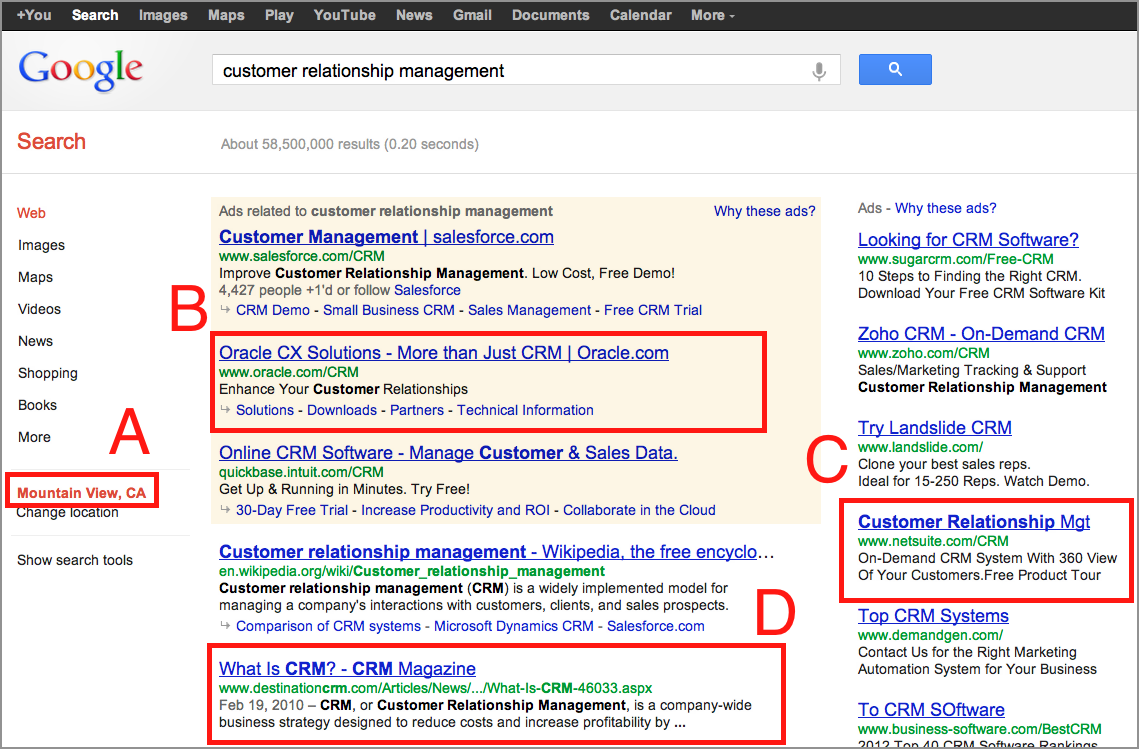 +You Search Images Maps Play YouTube News Gmail Documents Calendar More
Google
customer relationship management
Search
About 58,500,000 results (0.20 seconds)
Web
Images
Maps
Videos
News
Shopping
Books
More
A
Mountain View, CA
Change location
Show search tools
Ads related to customer relationship management Why these ads?
Customer Management | salesforce.com
www.salesforce.com/CRM
Improve Customer Relationship Management. Low Cost, Free Demo!
4,427 people +1'd or follow Salesforce
CRM Demo - Small Business CRM - Sales Management - Free CRM Trial
B
Oracle CX Solutions - More than Just CRM | Oracle.com
www.oracle.com/CRM
Enhance Your Customer Relationships
Solutions - Downloads - Partners - Technical Information
Online CRM Software - Manage Customer & Sales Data.
quickbase.intuit.com/CRM
Get Up & Running in Minutes. Try Free!
30-Day Free Trial - Increase Productivity and ROI - Collaborate in the Cloud
Customer relationship management - Wikipedia, the free encyclo...
en.wikipedia.org/wiki/Customer_relationship_management
Customer relationship management (CRM) is a widely implemented model for
managing a company's interactions with customers, clients, and sales prospects.
Comparison of CRM systems - Microsoft Dynamics CRM - Salesforce.com
D
What Is CRM? - CRM Magazine
www.destinationcrm.com/Articles/News/.../What-Is-CRM-46033.aspx
Feb 19, 2010 – CRM, or Customer Relationship Management, is a company-wide
business strategy designed to reduce costs and increase profitability by ...
Ads - Why these ads?
Looking for CRM Software?
www.sugarcrm.com/Free-CRM
10 Steps to Finding the Right CRM.
Download Your Free CRM Software Kit
Zoho CRM - On-Demand CRM
www.zoho.com/CRM
Sales/Marketing Tracking & Support
Customer Relationship Management
Try Landslide CRM
www.landslide.com/
Clone your best sales reps.
Ideal for 15-250 Reps. Watch Demo.
C
Customer Relationship Mgt
www.netsuite.com/CRM
On-Demand CRM System With 360 View
Of Your Customers.Free Product Tour
Top CRM Systems
www.demandgen.com/
Contact Us for the Right Marketing
Automation System for Your Business
To CRM SOftware
www.business-software.com/BestCRM
2012 Top 40 CRM Software Rankings